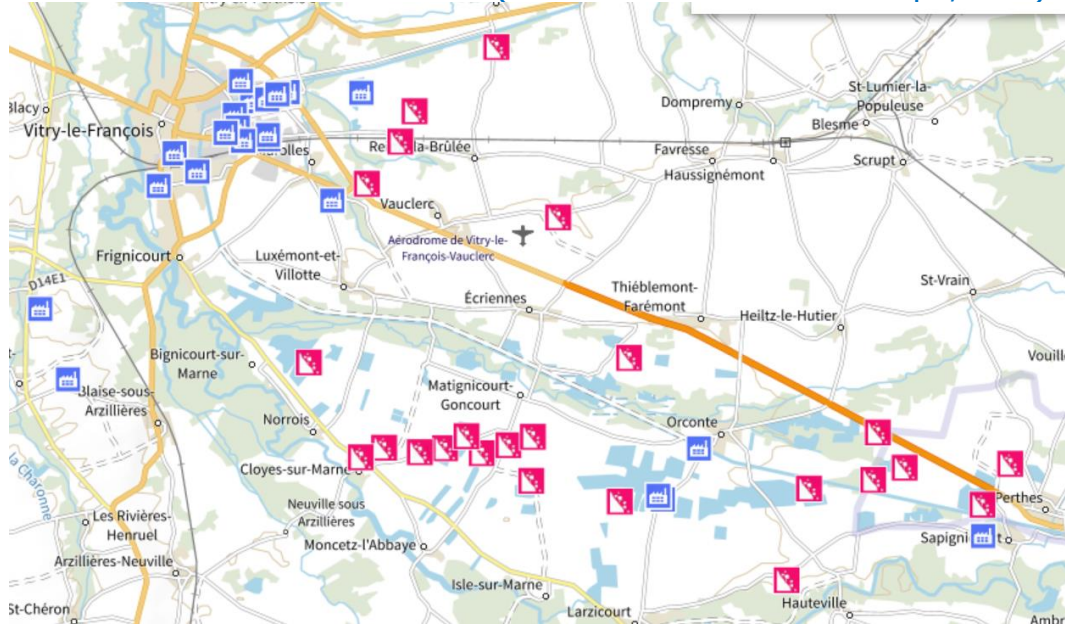 St-Lumier-la-
Populeuse
Dompremy
Blacy
Vitry-le-François
Blesme
Favresse
Scrupt
Haussignémont
la-Brûlée
Vauclerc
Aérodrome de Vitry-le-
François-Vauclerc
Frignicourt
Luxémont-et-
Villotte
D14E1
Écriennes
Thiéblemont-
Farémont
St-Vrain
Heiltz-le-Hutier
Bignicourt-sur-
Marne
Blaise-sous-
Arzillières
Matignicourt-
Goncourt
Norrois
Orconte
Cloyes-sur-Marne
la Charonne
Neuville sous
Arzillières
Perthes
Les Rivières-
Henruel
Moncetz-l'Abbaye
Arzillières-Neuville
Isle-sur-Marne
St-Chéron
Larzicourt
Hauteville